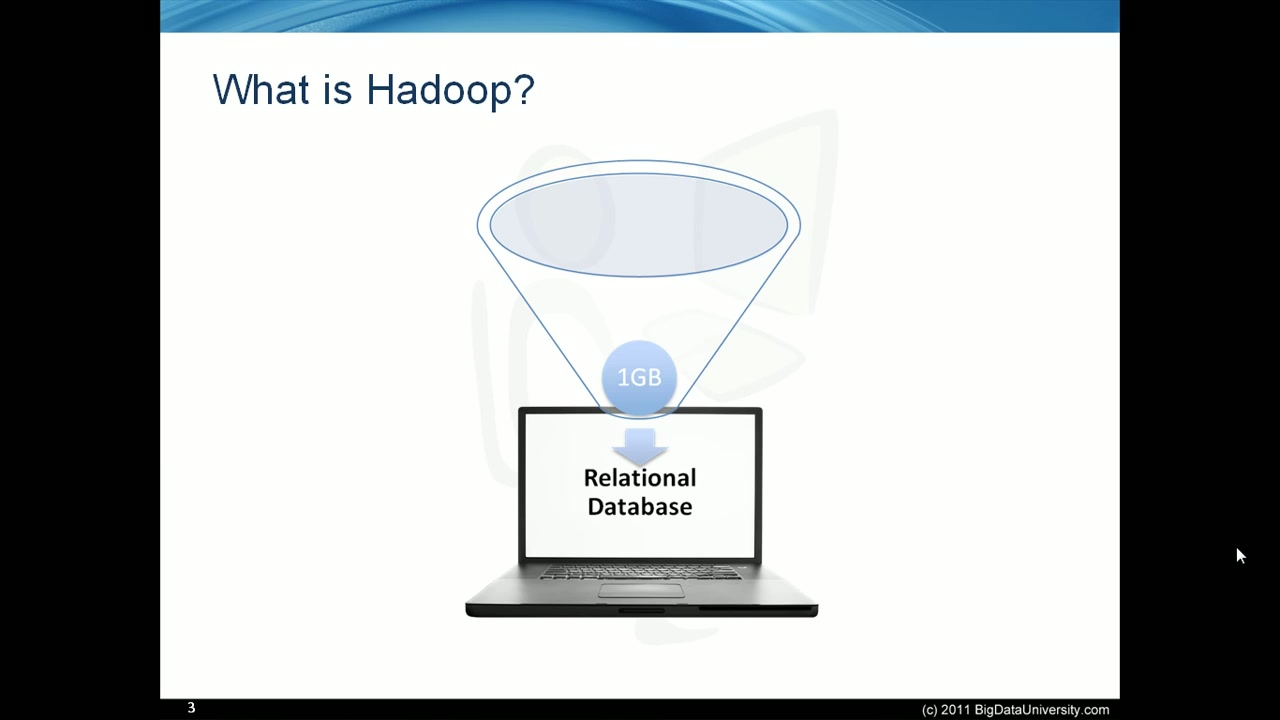 What is Hadoop?
1GB
Relational
Database
3
(c) 2011 BigDataUniversity.com